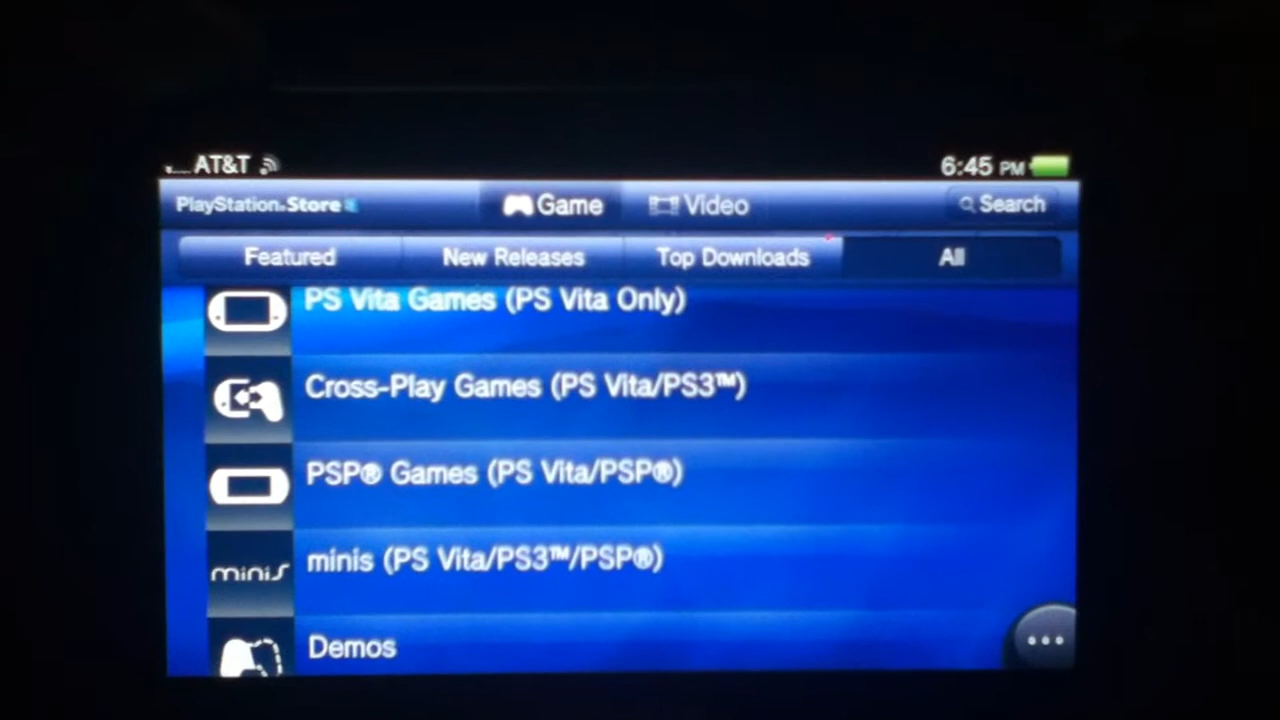 AT&T
6:45 PM
PlayStation®Store
Game
Video
Search
Featured
New Releases
Top Downloads
All
PS Vita Games (PS Vita Only)
Cross-Play Games (PS Vita/PS3™)
PSP® Games (PS Vita/PSP®)
minis
minis (PS Vita/PS3™/PSP®)
Demos